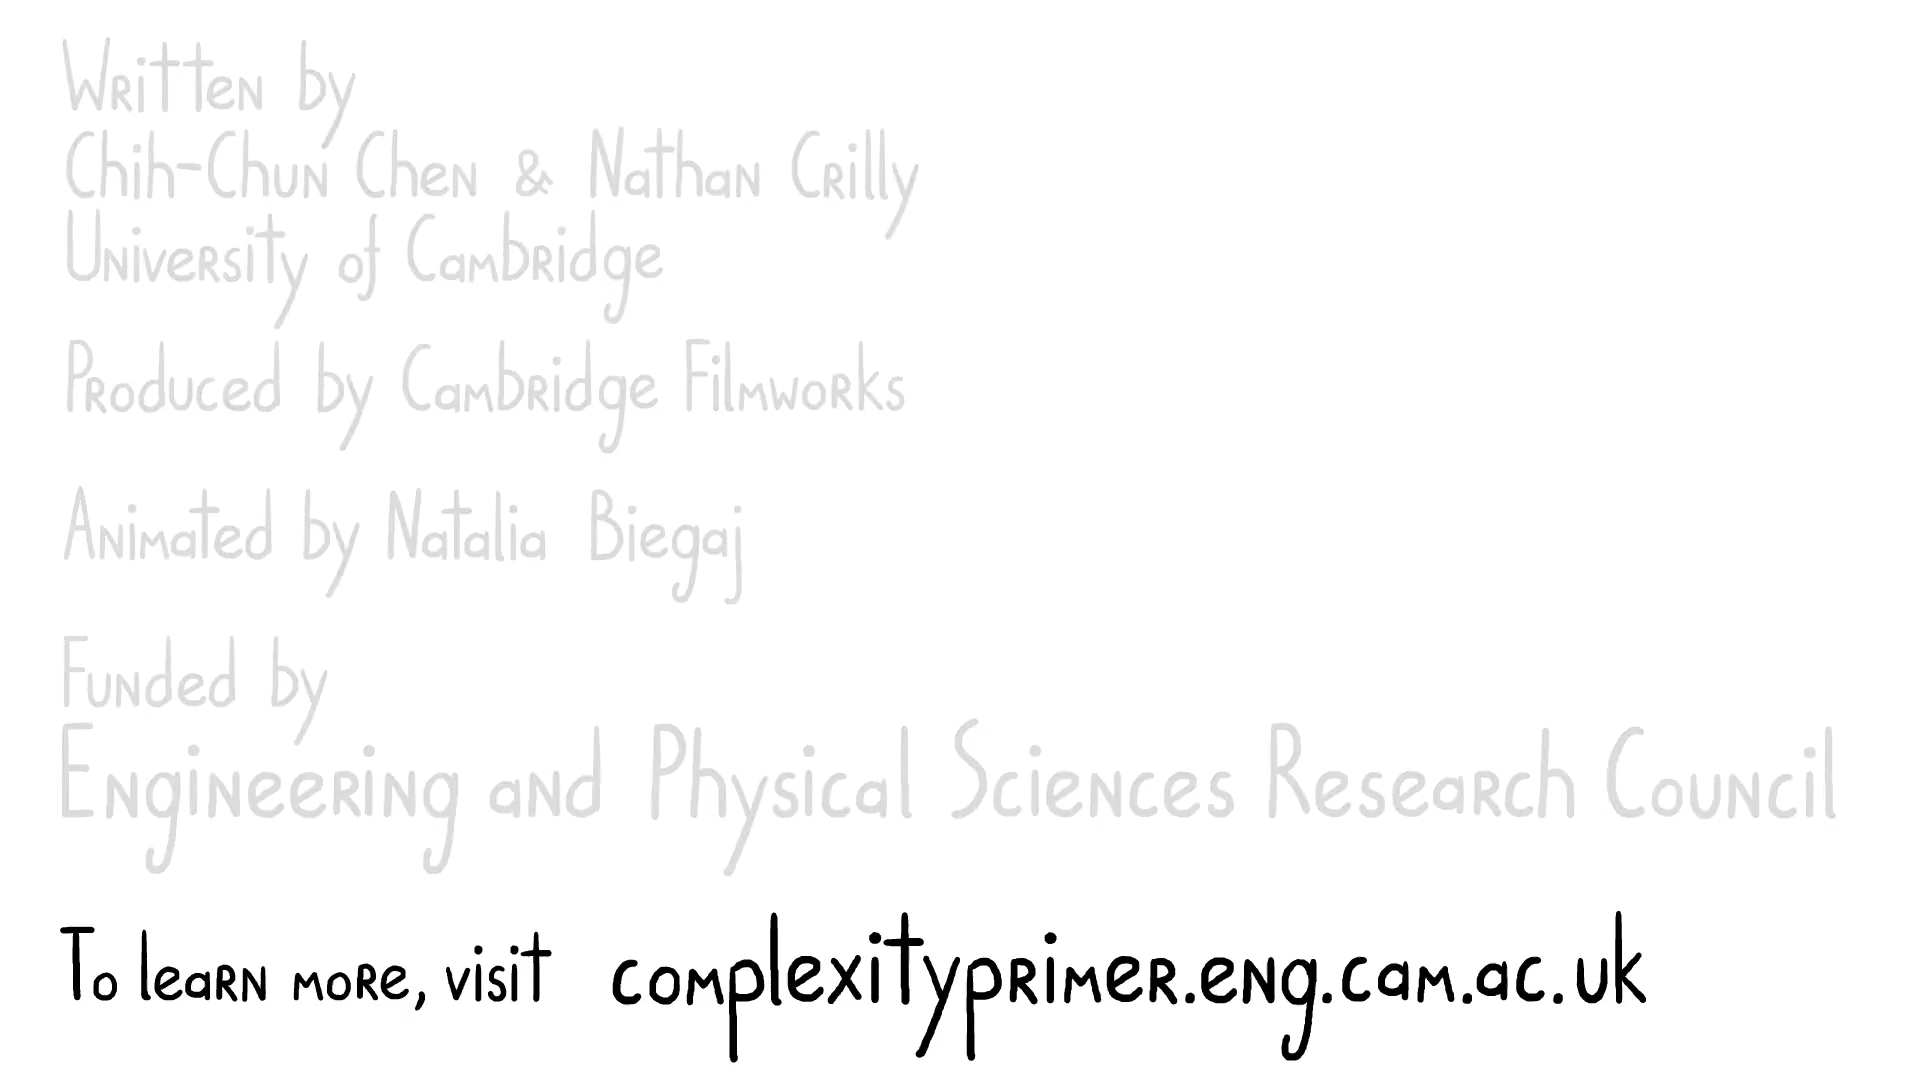 Written by
Chih-Chun Chen & Nathan Crilly
University of Cambridge
Produced by Cambridge Filmworks
Animated by Natalia Biegaj
Funded by
Engineering and Physical Sciences Research Council
To learn more, visit complexityprimer.eng.cam.ac.uk